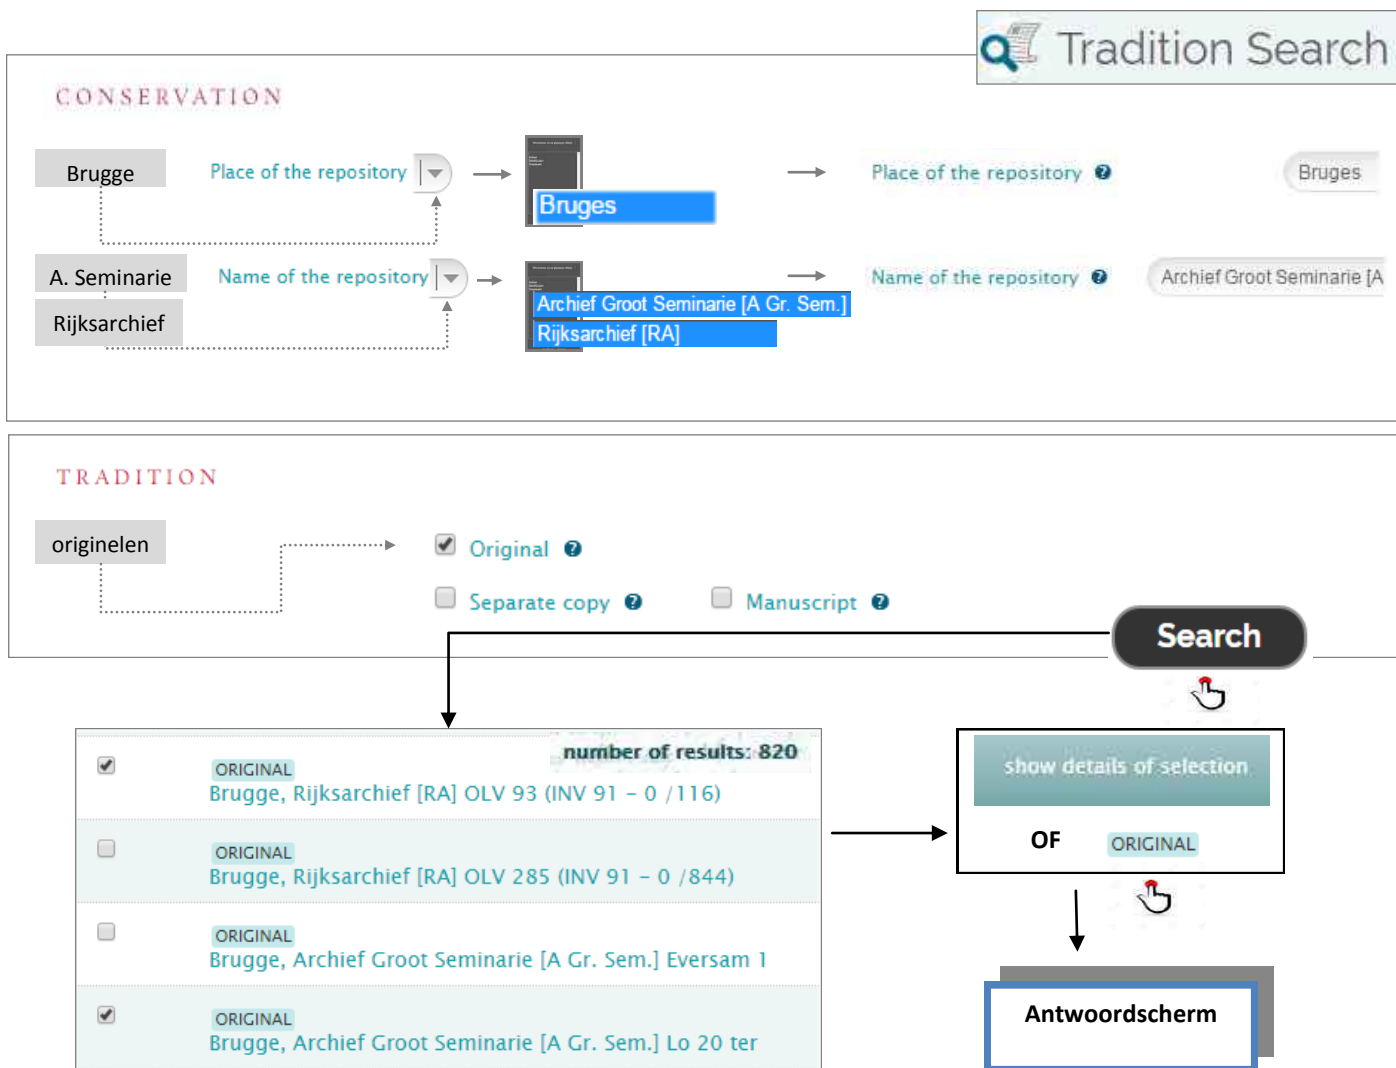 Tradition Search
CONSERVATION
Brugge
Place of the repository
Bruges
Place of the repository
Bruges
A. Seminarie
Rijksarchief
Name of the repository
Archief Groot Seminarie [A Gr. Sem.]
Rijksarchief [RA]
Name of the repository
Archief Groot Seminarie [A
TRADITION
originelen
Original
Separate copy
Manuscript
Search
number of results: 820
ORIGINAL
Brugge, Rijksarchief [RA] OLV 93 (INV 91 - 0 /116)
ORIGINAL
Brugge, Rijksarchief [RA] OLV 285 (INV 91 - 0 /844)
ORIGINAL
Brugge, Archief Groot Seminarie [A Gr. Sem.] Eversam 1
ORIGINAL
Brugge, Archief Groot Seminarie [A Gr. Sem.] Lo 20 ter
show details of selection
OF ORIGINAL
Antwoordscherm